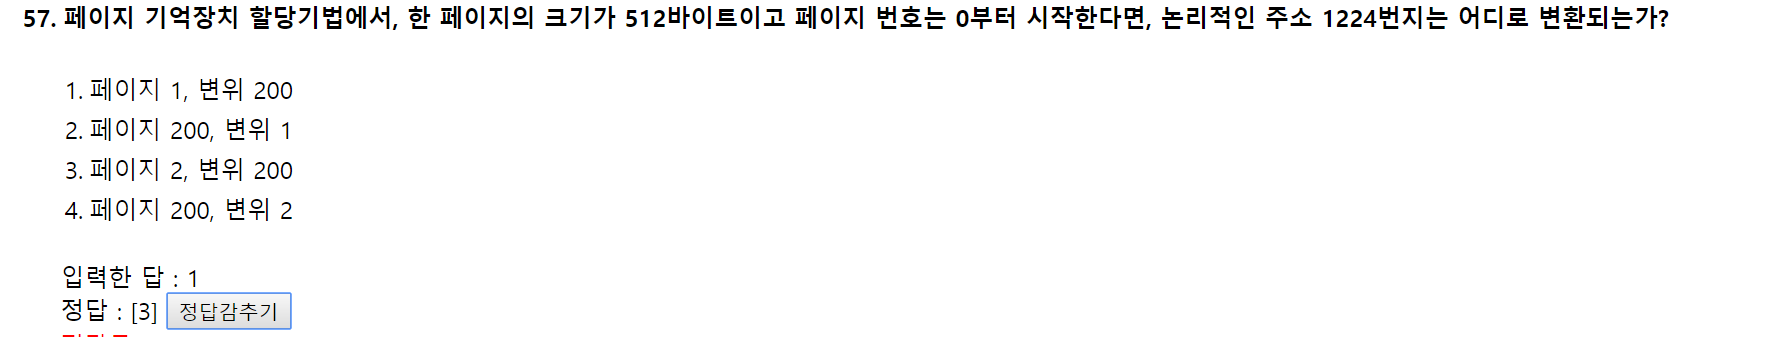 57. 페이지 기억장치 할당기법에서, 한 페이지의 크기가 512바이트이고 페이지 번호는 0부터 시작한다면, 논리적인 주소 1224번지는 어디로 변환되는가?
1. 페이지 1, 변위 200
2. 페이지 200, 변위 1
3. 페이지 2, 변위 200
4. 페이지 200, 변위 2
입력한 답 : 1
정답 : [3] 정답감추기